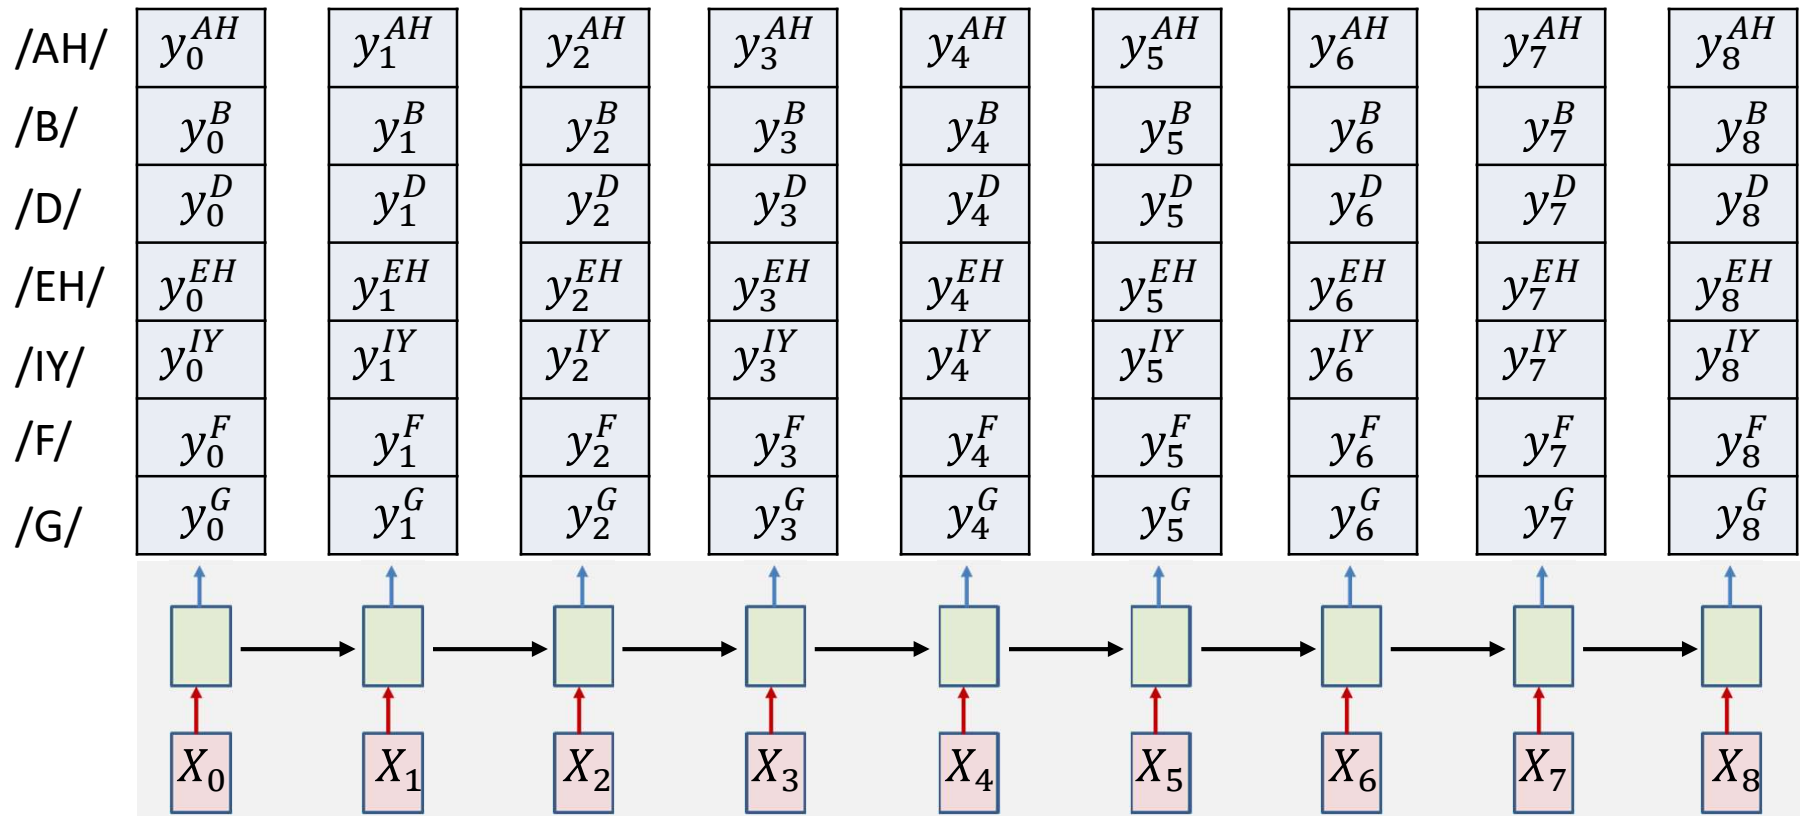 /AH/ y_0^{AH} y_1^{AH} y_2^{AH} y_3^{AH} y_4^{AH} y_5^{AH} y_6^{AH} y_7^{AH} y_8^{AH}
/B/ y_0^B y_1^B y_2^B y_3^B y_4^B y_5^B y_6^B y_7^B y_8^B
/D/ y_0^D y_1^D y_2^D y_3^D y_4^D y_5^D y_6^D y_7^D y_8^D
/EH/ y_0^{EH} y_1^{EH} y_2^{EH} y_3^{EH} y_4^{EH} y_5^{EH} y_6^{EH} y_7^{EH} y_8^{EH}
/IY/ y_0^{IY} y_1^{IY} y_2^{IY} y_3^{IY} y_4^{IY} y_5^{IY} y_6^{IY} y_7^{IY} y_8^{IY}
/F/ y_0^F y_1^F y_2^F y_3^F y_4^F y_5^F y_6^F y_7^F y_8^F
/G/ y_0^G y_1^G y_2^G y_3^G y_4^G y_5^G y_6^G y_7^G y_8^G
X_0 X_1 X_2 X_3 X_4 X_5 X_6 X_7 X_8